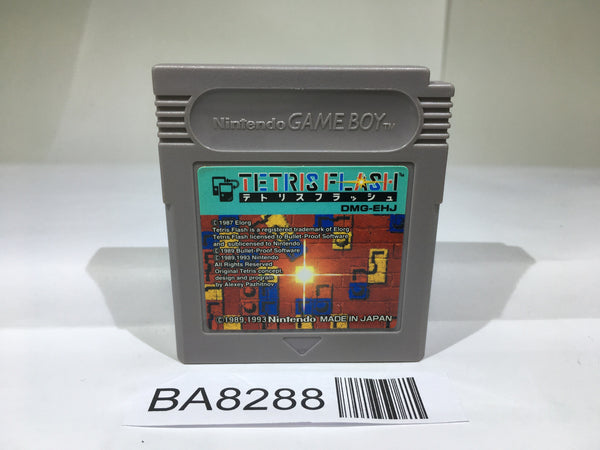 Nintendo GAME BOY TM
TETRIS FLASH TM
テトリスフラッシュ
DMG-EHJ
© 1987 Elorg
Tetris Flash is a registered trademark of Elorg
Tetris Flash licensed to Bullet-Proof Software
and sublicensed to Nintendo
© 1989 Bullet-Proof Software
© 1989,1993 Nintendo
All Rights Reserved
Original Tetris concept
design and program
by Alexey Pazhitnov
© 1989,1993 Nintendo MADE IN JAPAN
BA8288